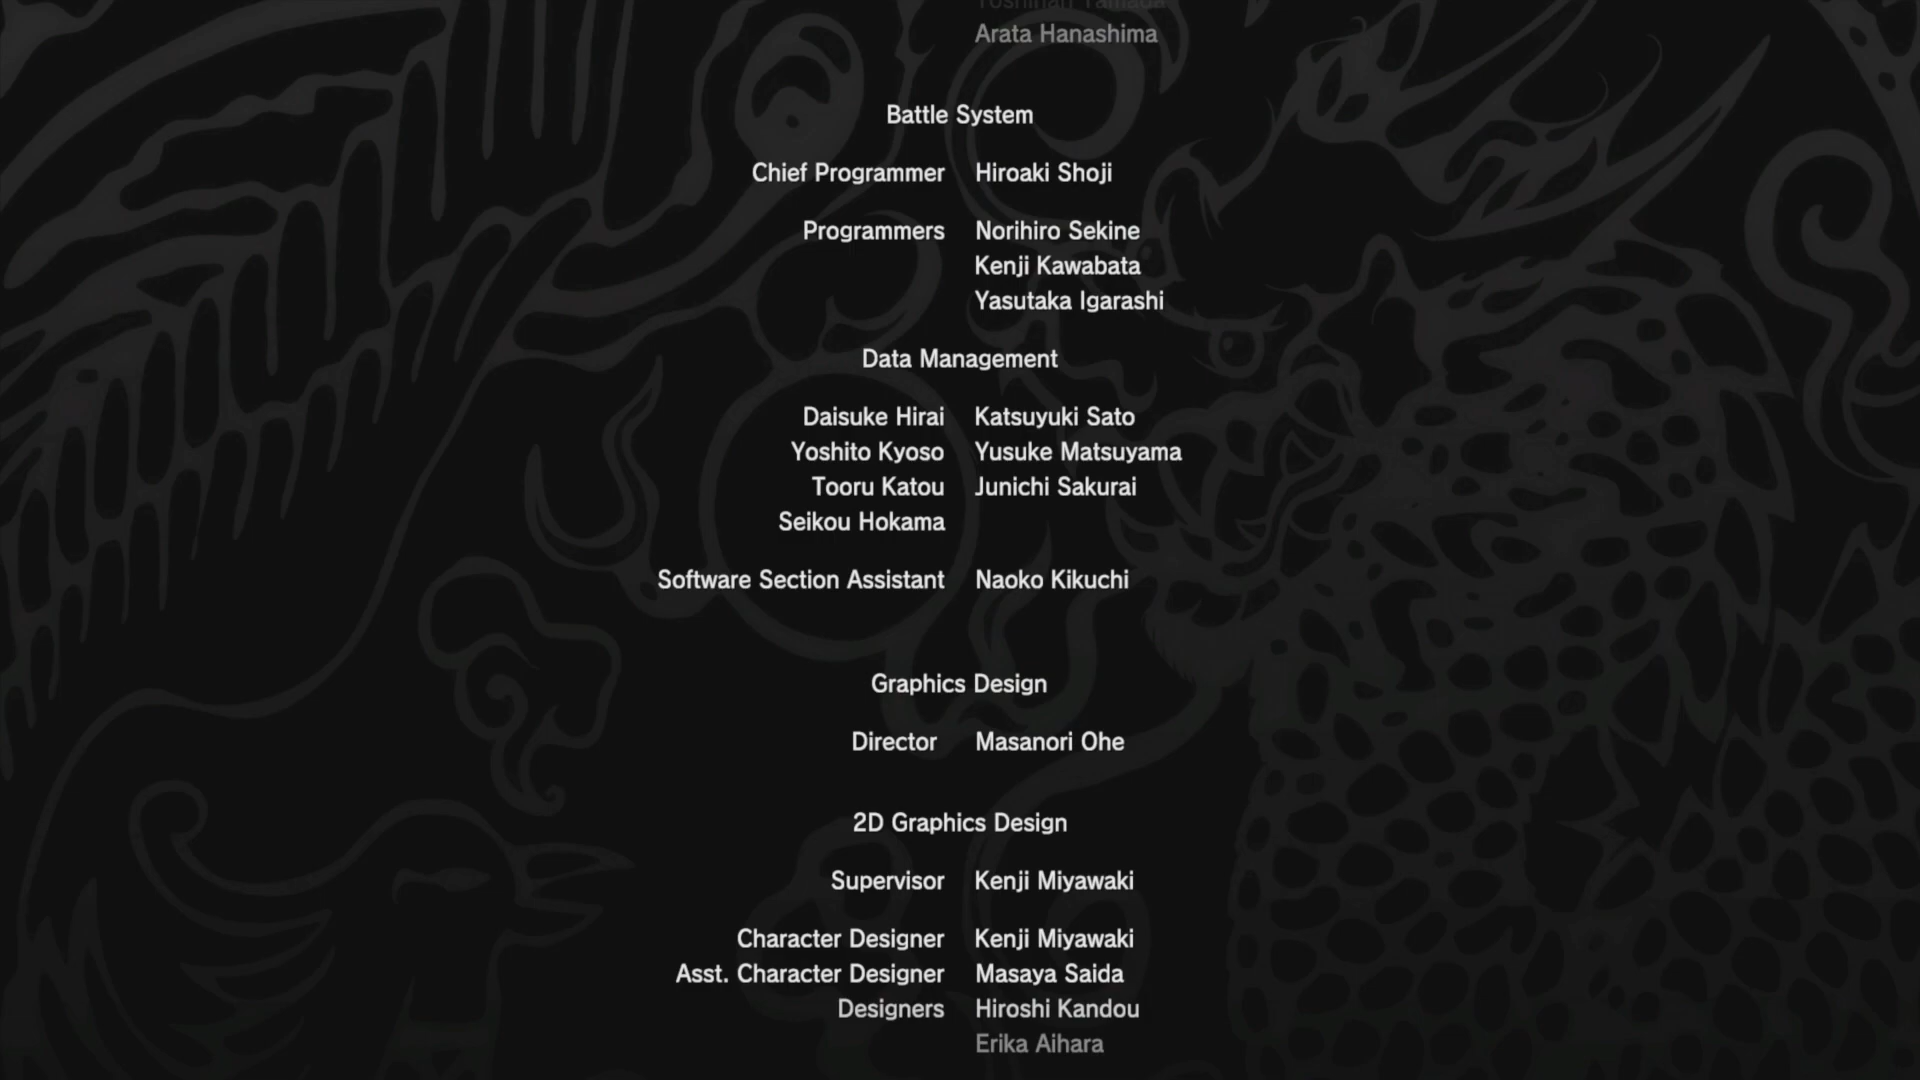 Arata Hanashima
Battle System
Chief Programmer Hiroaki Shoji
Programmers Norihiro Sekine
Kenji Kawabata
Yasutaka Igarashi
Data Management
Daisuke Hirai Katsuyuki Sato
Yoshito Kyoso Yusuke Matsuyama
Tooru Katou Junichi Sakurai
Seikou Hokama
Software Section Assistant Naoko Kikuchi
Graphics Design
Director Masanori Ohe
2D Graphics Design
Supervisor Kenji Miyawaki
Character Designer Kenji Miyawaki
Asst. Character Designer Masaya Saida
Designers Hiroshi Kandou
Erika Aihara